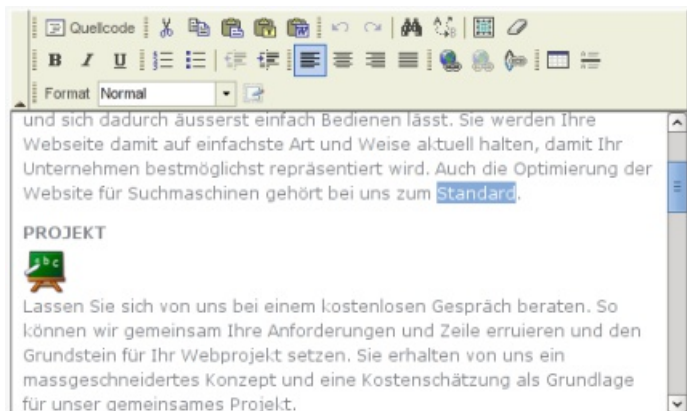 Quellcode
B I U
Format Normal
und sich dadurch äusserst einfach Bedienen lässt. Sie werden Ihre
Webseite damit auf einfachste Art und Weise aktuell halten, damit Ihr
Unternehmen bestmöglichst repräsentiert wird. Auch die Optimierung der
Website für Suchmaschinen gehört bei uns zum Standard.
PROJEKT
abc
Lassen Sie sich von uns bei einem kostenlosen Gespräch beraten. So
können wir gemeinsam Ihre Anforderungen und Zeile erruieren und den
Grundstein für Ihr Webprojekt setzen. Sie erhalten von uns ein
massgeschneidertes Konzept und eine Kostenschätzung als Grundlage
für unser gemeinsames Projekt.